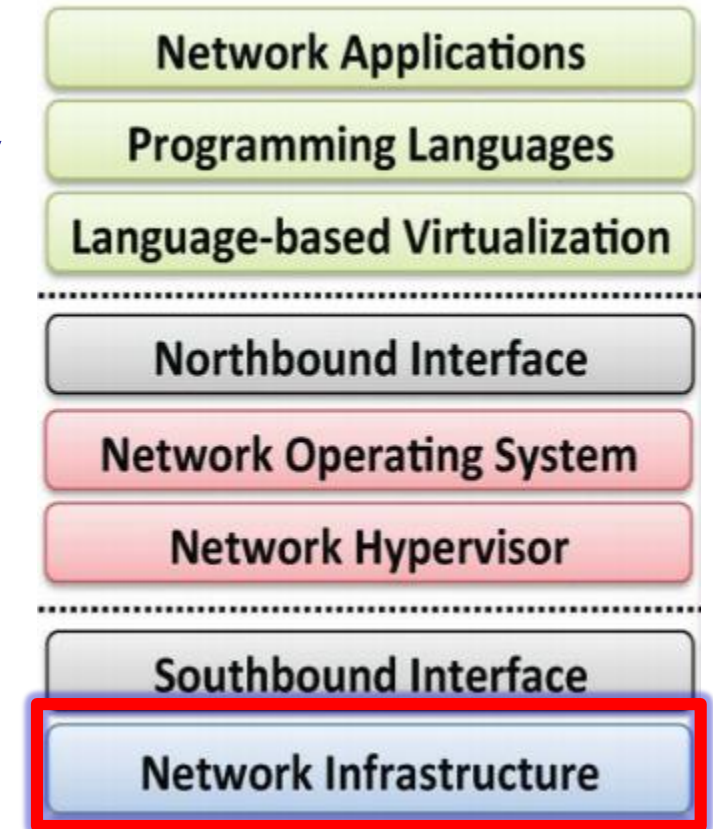 Network Applications
Programming Languages
Language-based Virtualization
Northbound Interface
Network Operating System
Network Hypervisor
Southbound Interface
Network Infrastructure